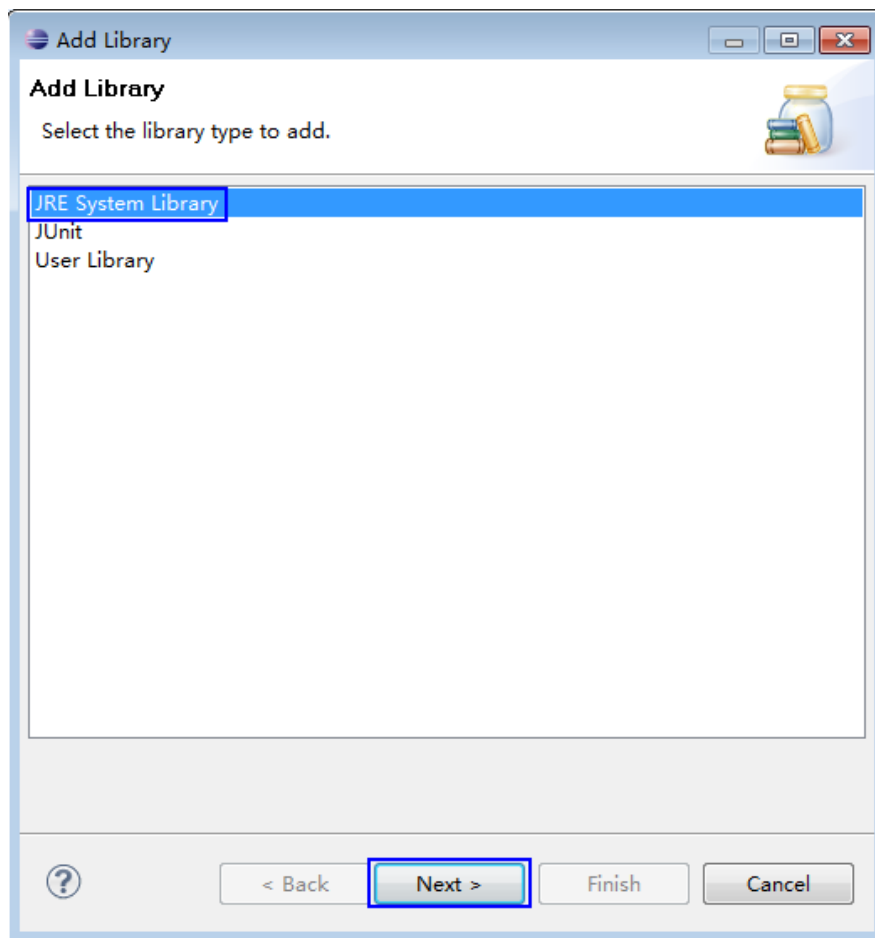 Add Library
Add Library
Select the library type to add.
JRE System Library
JUnit
User Library
? < Back Next > Finish Cancel